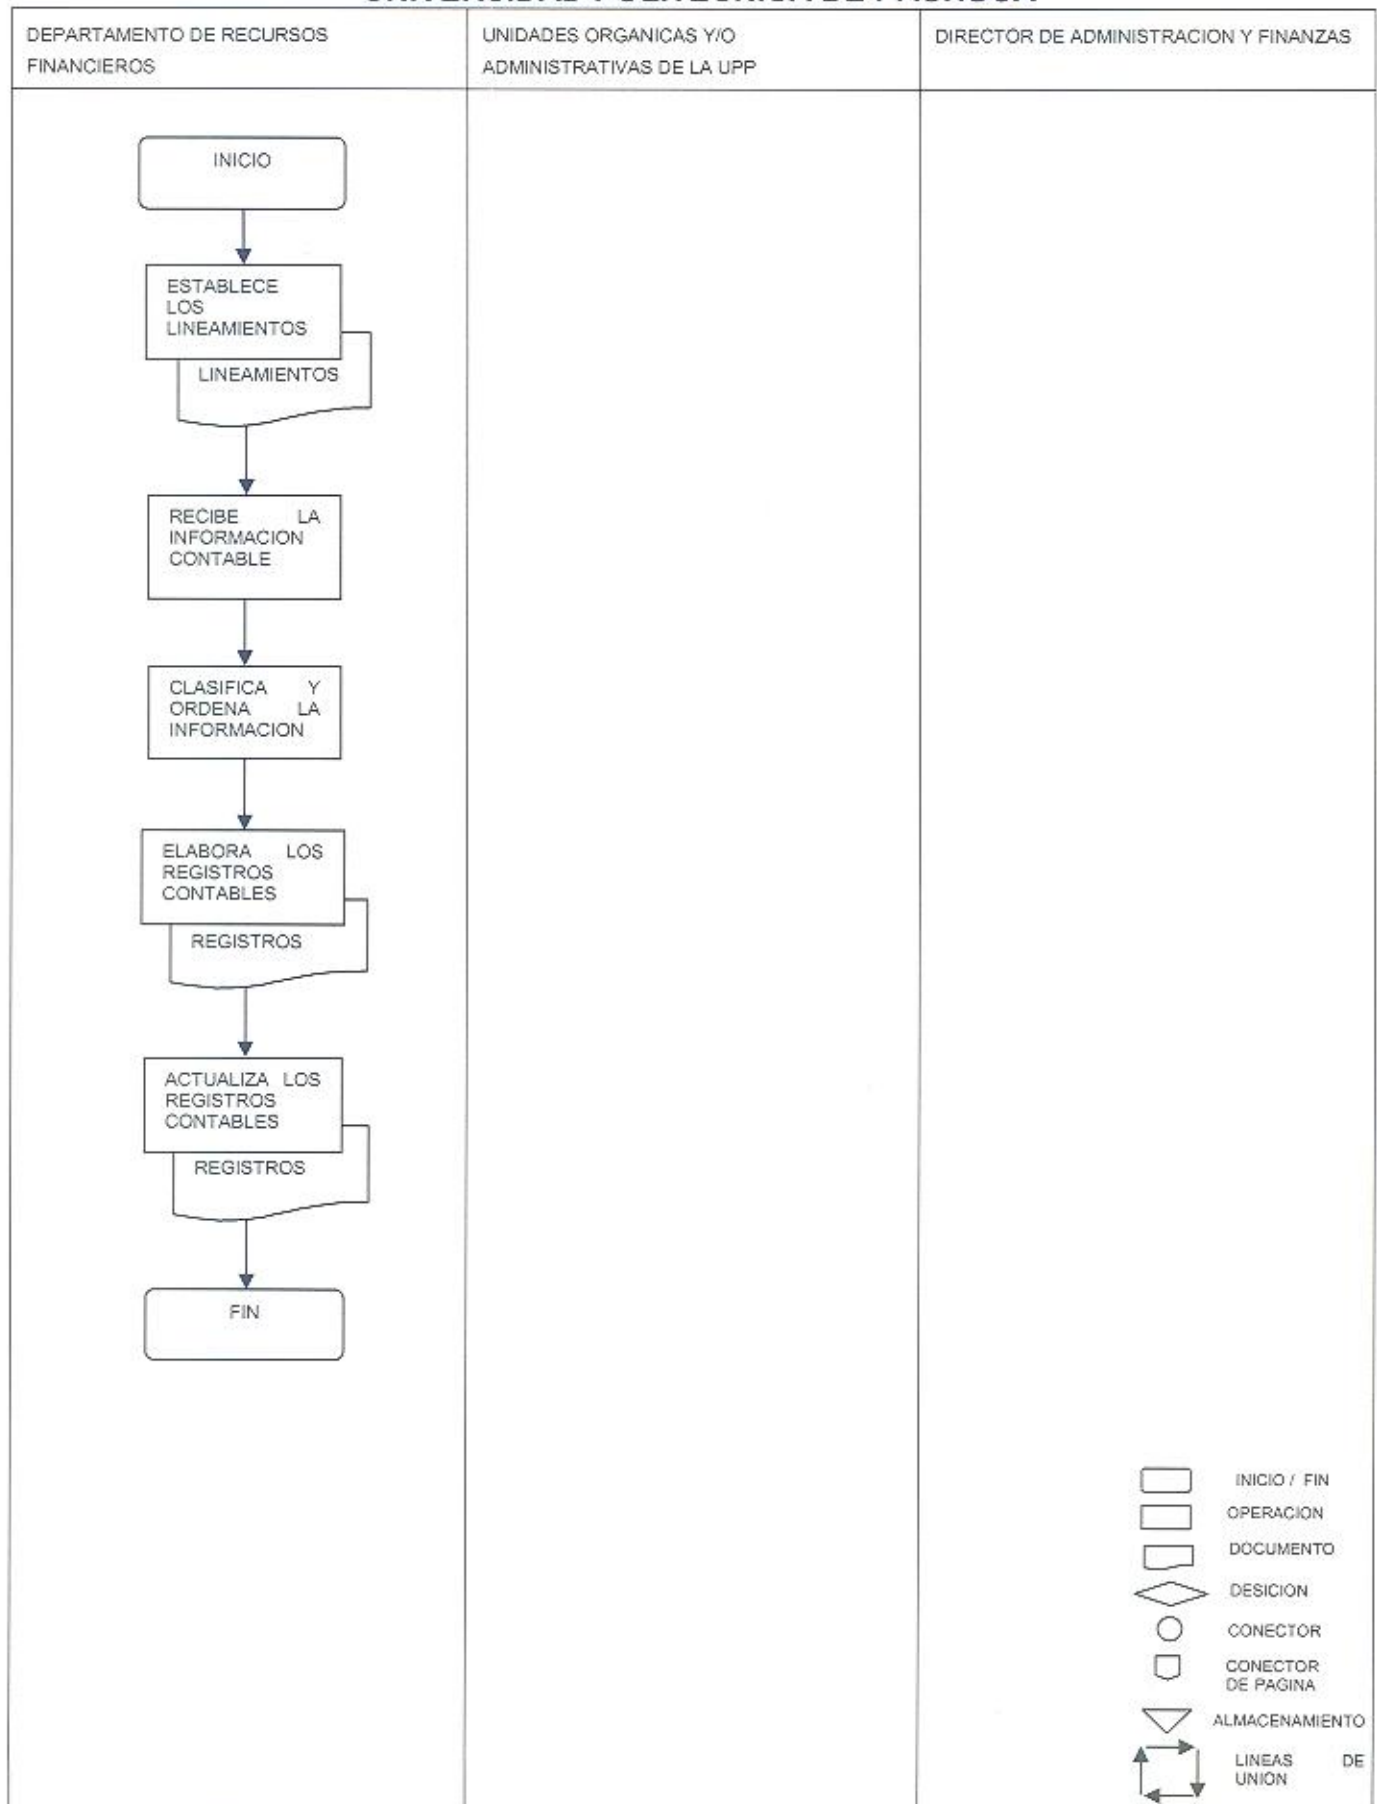 DEPARTAMENTO DE RECURSOS
FINANCIEROS
UNIDADES ORGANICAS Y/O
ADMINISTRATIVAS DE LA UPP
DIRECTOR DE ADMINISTRACION Y FINANZAS
INICIO
ESTABLECE
LOS
LINEAMIENTOS
LINEAMIENTOS
RECIBE LA
INFORMACION
CONTABLE
CLASIFICA Y
ORDENA LA
INFORMACION
ELABORA LOS
REGISTROS
CONTABLES
REGISTROS
ACTUALIZA LOS
REGISTROS
CONTABLES
REGISTROS
FIN
INICIO / FIN
OPERACION
DOCUMENTO
DESICION
CONECTOR
CONECTOR
DE PAGINA
ALMACENAMIENTO
LINEAS DE
UNION